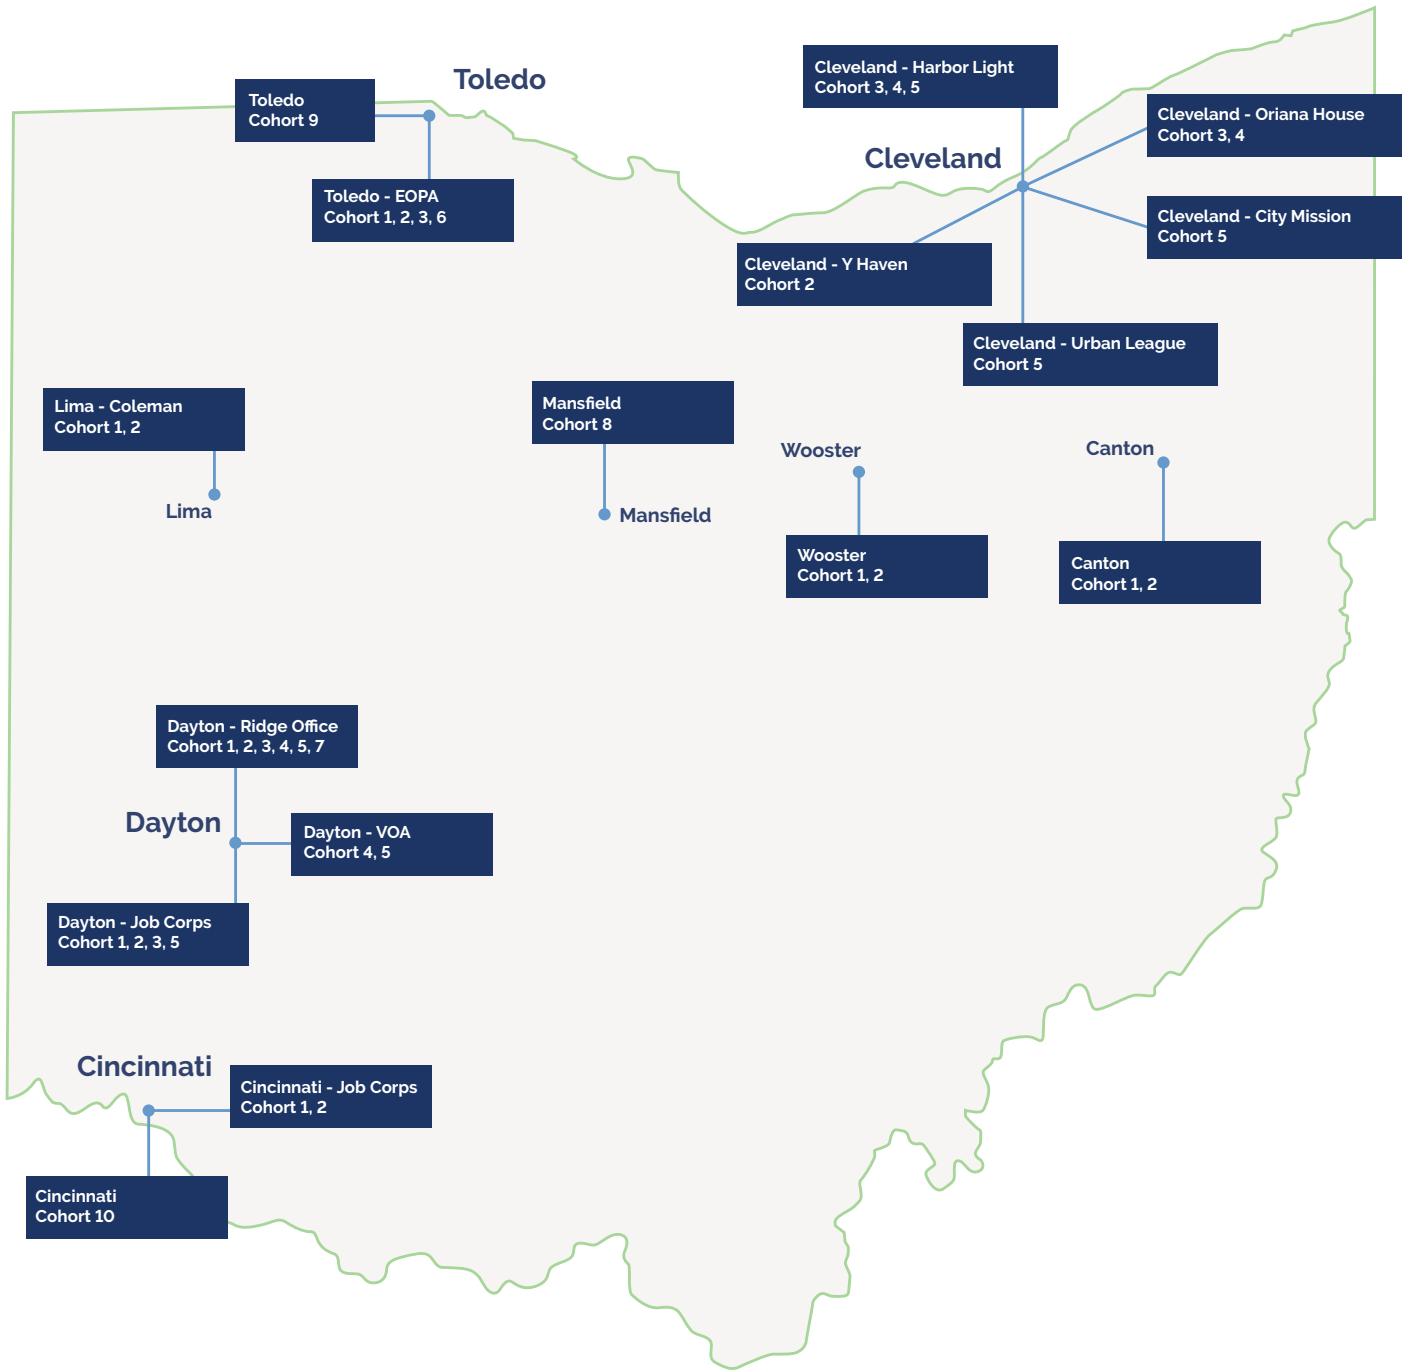 Toledo
Toledo
Cohort 9
Toledo - EOPA
Cohort 1, 2, 3, 6
Cleveland - Harbor Light
Cohort 3, 4, 5
Cleveland
Cleveland - Oriana House
Cohort 3, 4
Cleveland - City Mission
Cohort 5
Cleveland - Y Haven
Cohort 2
Cleveland - Urban League
Cohort 5
Lima - Coleman
Cohort 1, 2
Lima
Mansfield
Cohort 8
Mansfield
Wooster
Wooster
Cohort 1, 2
Canton
Canton
Cohort 1, 2
Dayton - Ridge Office
Cohort 1, 2, 3, 4, 5, 7
Dayton
Dayton - VOA
Cohort 4, 5
Dayton - Job Corps
Cohort 1, 2, 3, 5
Cincinnati
Cincinnati - Job Corps
Cohort 1, 2
Cincinnati
Cohort 10